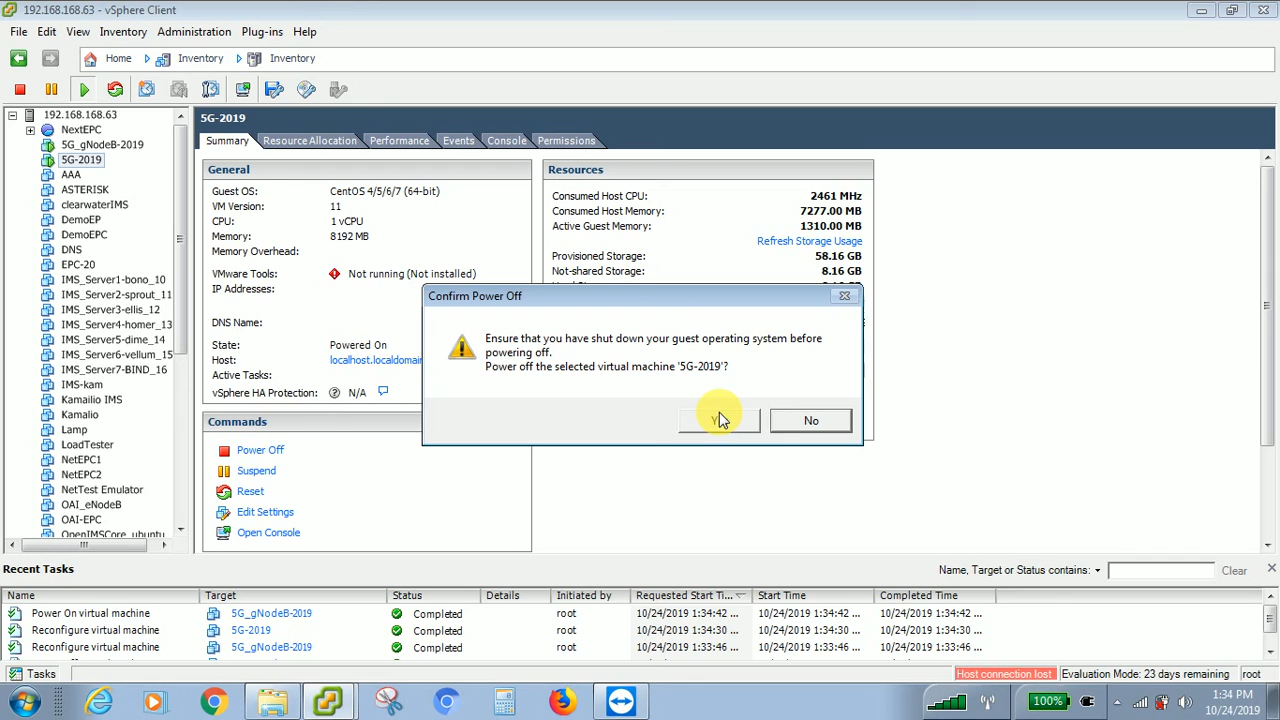 192.168.168.63 - vSphere Client
File Edit View Inventory Administration Plug-ins Help
Home Inventory Inventory
192.168.168.63
NextEPC
5G_gNodeB-2019
5G-2019
AAA
ASTERISK
clearwaterIMS
DemoEP
DemoEPC
DNS
EPC-20
IMS_Server1-bono_10
IMS_Server2-sprout_11
IMS_Server3-ellis_12
IMS_Server4-homer_13
IMS_Server5-dime_14
IMS_Server6-vellum_15
IMS_Server7-BIND_16
IMS-kam
Kamailio IMS
Kamalio
Lamp
LoadTester
NetEPC1
NetEPC2
NetTest Emulator
OAI_eNodeB
OAI-EPC
OpenIMSCore_ubuntu
5G-2019
Summary Resource Allocation Performance Events Console Permissions
General
Guest OS: CentOS 4/5/6/7 (64-bit)
VM Version: 11
CPU: 1 vCPU
Memory: 8192 MB
Memory Overhead:
VMware Tools: Not running (Not installed)
IP Addresses:
DNS Name:
State: Powered On
Host: localhost.localdomain
Active Tasks:
vSphere HA Protection: N/A
Commands
Power Off
Suspend
Reset
Edit Settings
Open Console
Resources
Consumed Host CPU: 2461 MHz
Consumed Host Memory: 7277.00 MB
Active Guest Memory: 1310.00 MB
Refresh Storage Usage
Provisioned Storage: 58.16 GB
Not-shared Storage: 8.16 GB
Confirm Power Off
Ensure that you have shut down your guest operating system before
powering off.
Power off the selected virtual machine '5G-2019'?
No
Recent Tasks
Name, Target or Status contains: Clear
Name Target Status Details Initiated by Requested Start Ti... Start Time Completed Time
Power On virtual machine 5G_gNodeB-2019 Completed root 10/24/2019 1:34:42 ... 10/24/2019 1:34:42 ... 10/24/2019 1:34:42 ...
Reconfigure virtual machine 5G-2019 Completed root 10/24/2019 1:34:30 ... 10/24/2019 1:34:30 ... 10/24/2019 1:34:30 ...
Reconfigure virtual machine 5G_gNodeB-2019 Completed root 10/24/2019 1:33:46 ... 10/24/2019 1:33:46 ... 10/24/2019 1:33:46 ...
Tasks Host connection lost Evaluation Mode: 23 days remaining root
100% 1:34 PM
10/24/2019